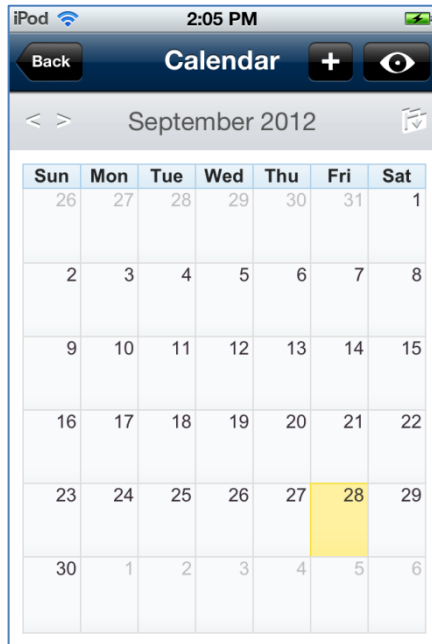 iPod 2:05 PM
Back Calendar +
< > September 2012
Sun Mon Tue Wed Thu Fri Sat
26 27 28 29 30 31 1
2 3 4 5 6 7 8
9 10 11 12 13 14 15
16 17 18 19 20 21 22
23 24 25 26 27 28 29
30 1 2 3 4 5 6